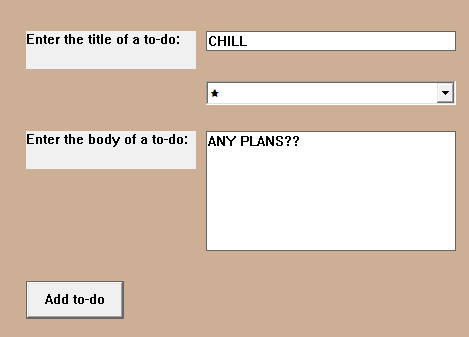 Enter the title of a to-do:
CHILL
★
Enter the body of a to-do:
ANY PLANS??
Add to-do